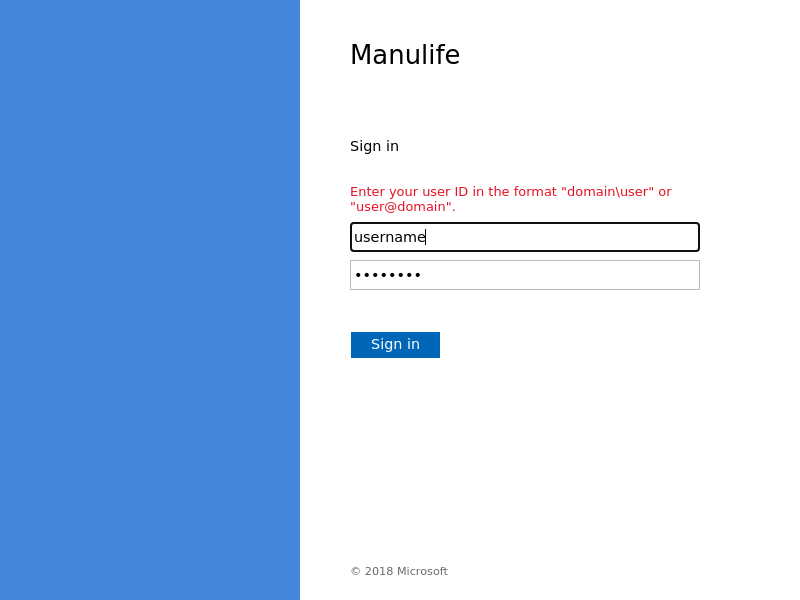 Manulife
Sign in
Enter your user ID in the format "domain\user" or
"user@domain".
username
••••••••
Sign in
© 2018 Microsoft